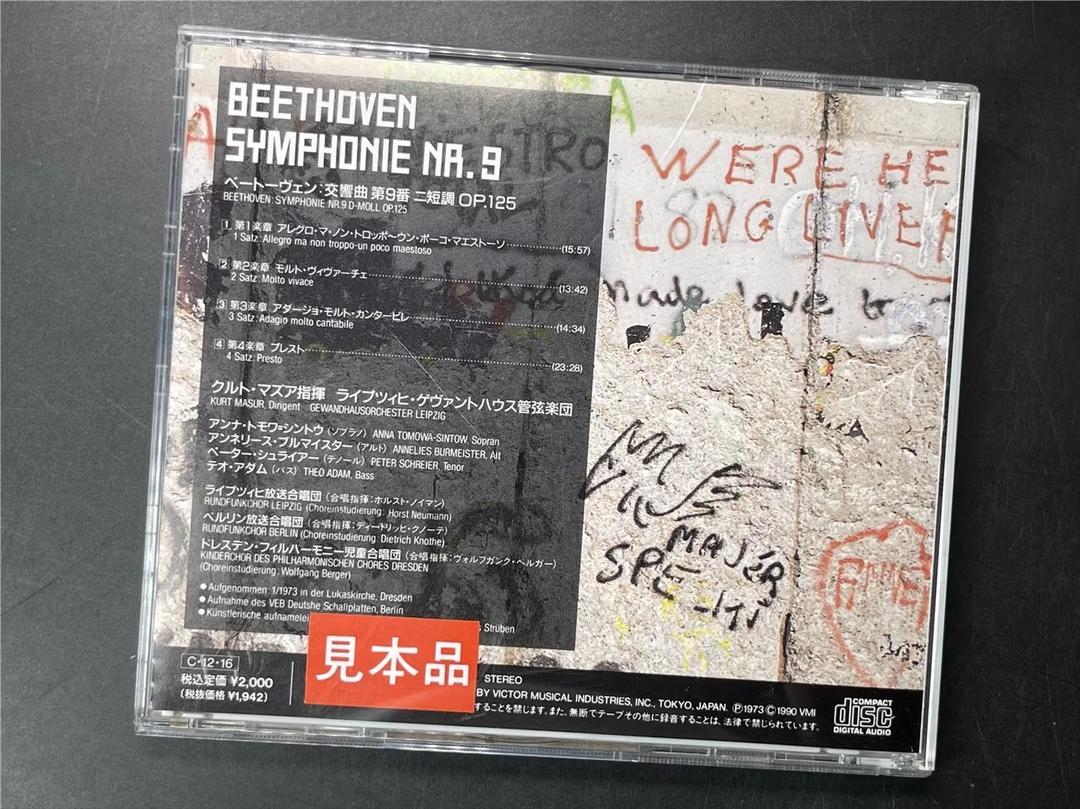 BEETHOVEN
SYMPHONIE NR. 9
ベートーヴェン：交響曲 第9番 ニ短調 OP.125
BEETHOVEN：SYMPHONIE NR.9 D-MOLL OP.125
1 第1楽章 アレグロ・マ・ノン・トロッポ〜ウン・ポーコ・マエストーソ (15:57)
1 Satz: Allegro ma non troppo-un poco maestoso
2 第2楽章 モルト・ヴィヴァーチェ (13:42)
2 Satz: Molto vivace
3 第3楽章 アダージョ・モルト・カンタービレ (14:34)
3 Satz: Adagio molto cantabile
4 第4楽章 プレスト (23:28)
4 Satz: Presto
クルト・マズア指揮 ライプツィヒ・ゲヴァントハウス管弦楽団
KURT MASUR, Dirigent GEWANDHAUSORCHESTER LEIPZIG
アンナ・トモワ=シントウ（ソプラノ）ANNA TOMOWA-SINTOW, Sopran
アンネリース・ブルマイスター（アルト）ANNELIES BURMEISTER, Alt
ペーター・シュライアー（テノール）PETER SCHREIER, Tenor
テオ・アダム（バス）THEO ADAM, Bass
ライプツィヒ放送合唱団（合唱指揮：ホルスト・ノイマン）
RUNDFUNKCHOR LEIPZIG (Choreinstudierung: Horst Neumann)
ベルリン放送合唱団（合唱指揮：ディートリッヒ・クノーテ）
RUNDFUNKCHOR BERLIN (Choreinstudierung: Dietrich Knothe)
ドレスデン・フィルハーモニー児童合唱団（合唱指揮：ヴォルフガンク・ベルガー）
KINDERCHOR DES PHILHARMONISCHEN CHORES DRESDEN
(Choreinstudierung: Wolfgang Berger)
●Aufgenommen: 1/1973 in der Lukaskirche, Dresden
●Aufnahme des VEB Deutshe Schallplatten, Berlin
●Künstlerische aufnamelei s Strüben
見本品
C・12・16
税込定価 ¥2,000
(税抜価格 ¥1,942)
STEREO
BY VICTOR MUSICAL INDUSTRIES, INC., TOKYO, JAPAN. Ⓟ1973 Ⓒ1990 VMI
することを禁じます。また、無断でテープその他に録音することは、法律で禁じられています。
COMPACT
disc
DIGITAL AUDIO
A
A
ESTRO
WERE HE
LONG LIVE
made love to
MAJER
SPE